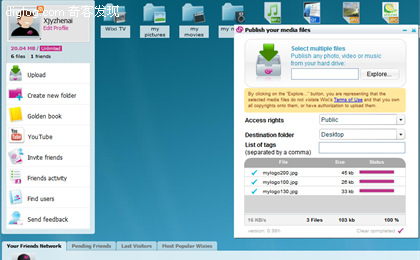 diglog.com 奇客发现
Xjyzhenai
Edit Profile
20.04 MB / Unlimited
6 files 1 friends
Upload
Create new folder
Golden book
YouTube
Invite friends
Friends activity
Find users
Send feedback
Wixi TV
my pictures
my movies
Publish your media files
Select multiple files
Publish any photo, video or music
from your hard drive:
Explore...
By clicking on the "Explore..." button, you are representing that the
selected media files do not violate Wixi's Terms of Use and that you own
all copyrights onto them, or have authorization to upload them.
Access rights Public
Destination folder Desktop
List of tags
(separated by a comma)
File Size Status
mylogo200.jpg 45 kb
mylogo100.jpg 26 kb
mylogo130.jpg 33 kb
16 KB/s 3 Files 103 kb 100 %
Clear completed
Your Friends Network Pending Friends Last Visitors Most Popular Wixies